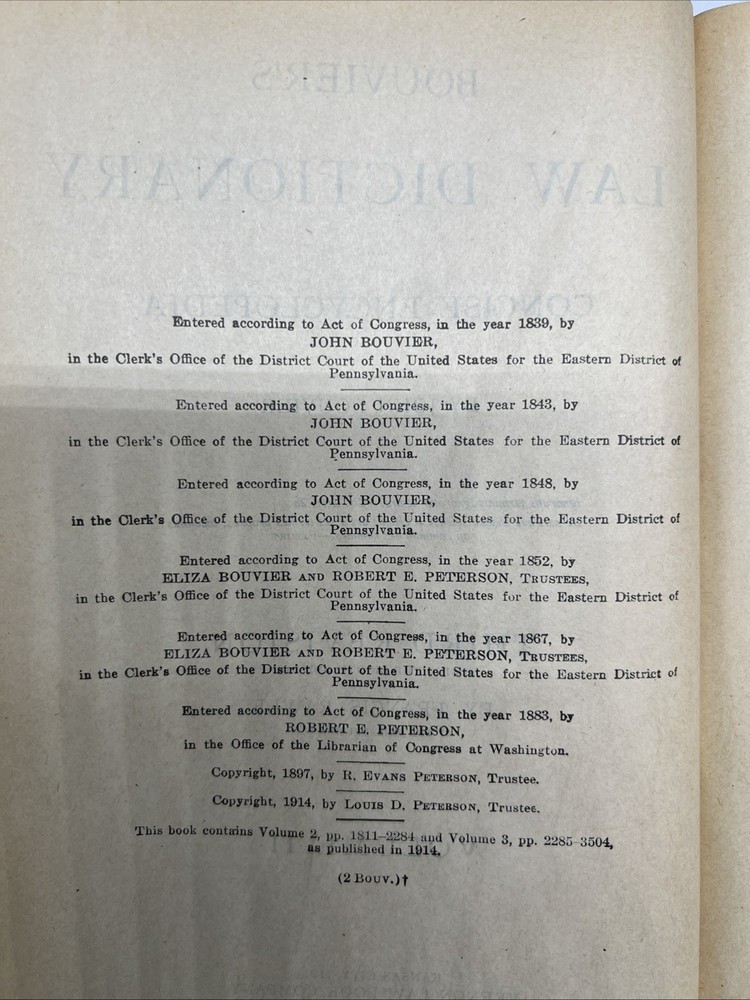 Entered according to Act of Congress, in the year 1839, by
JOHN BOUVIER,
in the Clerk's Office of the District Court of the United States for the Eastern District of
Pennsylvania.
Entered according to Act of Congress, in the year 1843, by
JOHN BOUVIER,
in the Clerk's Office of the District Court of the United States for the Eastern District of
Pennsylvania.
Entered according to Act of Congress, in the year 1848, by
JOHN BOUVIER,
in the Clerk's Office of the District Court of the United States for the Eastern District of
Pennsylvania.
Entered according to Act of Congress, in the year 1852, by
ELIZA BOUVIER AND ROBERT E. PETERSON, TRUSTEES,
in the Clerk's Office of the District Court of the United States for the Eastern District of
Pennsylvania.
Entered according to Act of Congress, in the year 1867, by
ELIZA BOUVIER AND ROBERT E. PETERSON, TRUSTEES,
in the Clerk's Office of the District Court of the United States for the Eastern District of
Pennsylvania.
Entered according to Act of Congress, in the year 1883, by
ROBERT E. PETERSON,
in the Office of the Librarian of Congress at Washington.
Copyright, 1897, by R. EVANS PETERSON, Trustee.
Copyright, 1914, by LOUIS D. PETERSON, Trustee.
This book contains Volume 2, pp. 1811–2284 and Volume 3, pp. 2285–3504,
as published in 1914.
(2 BOUV.)†